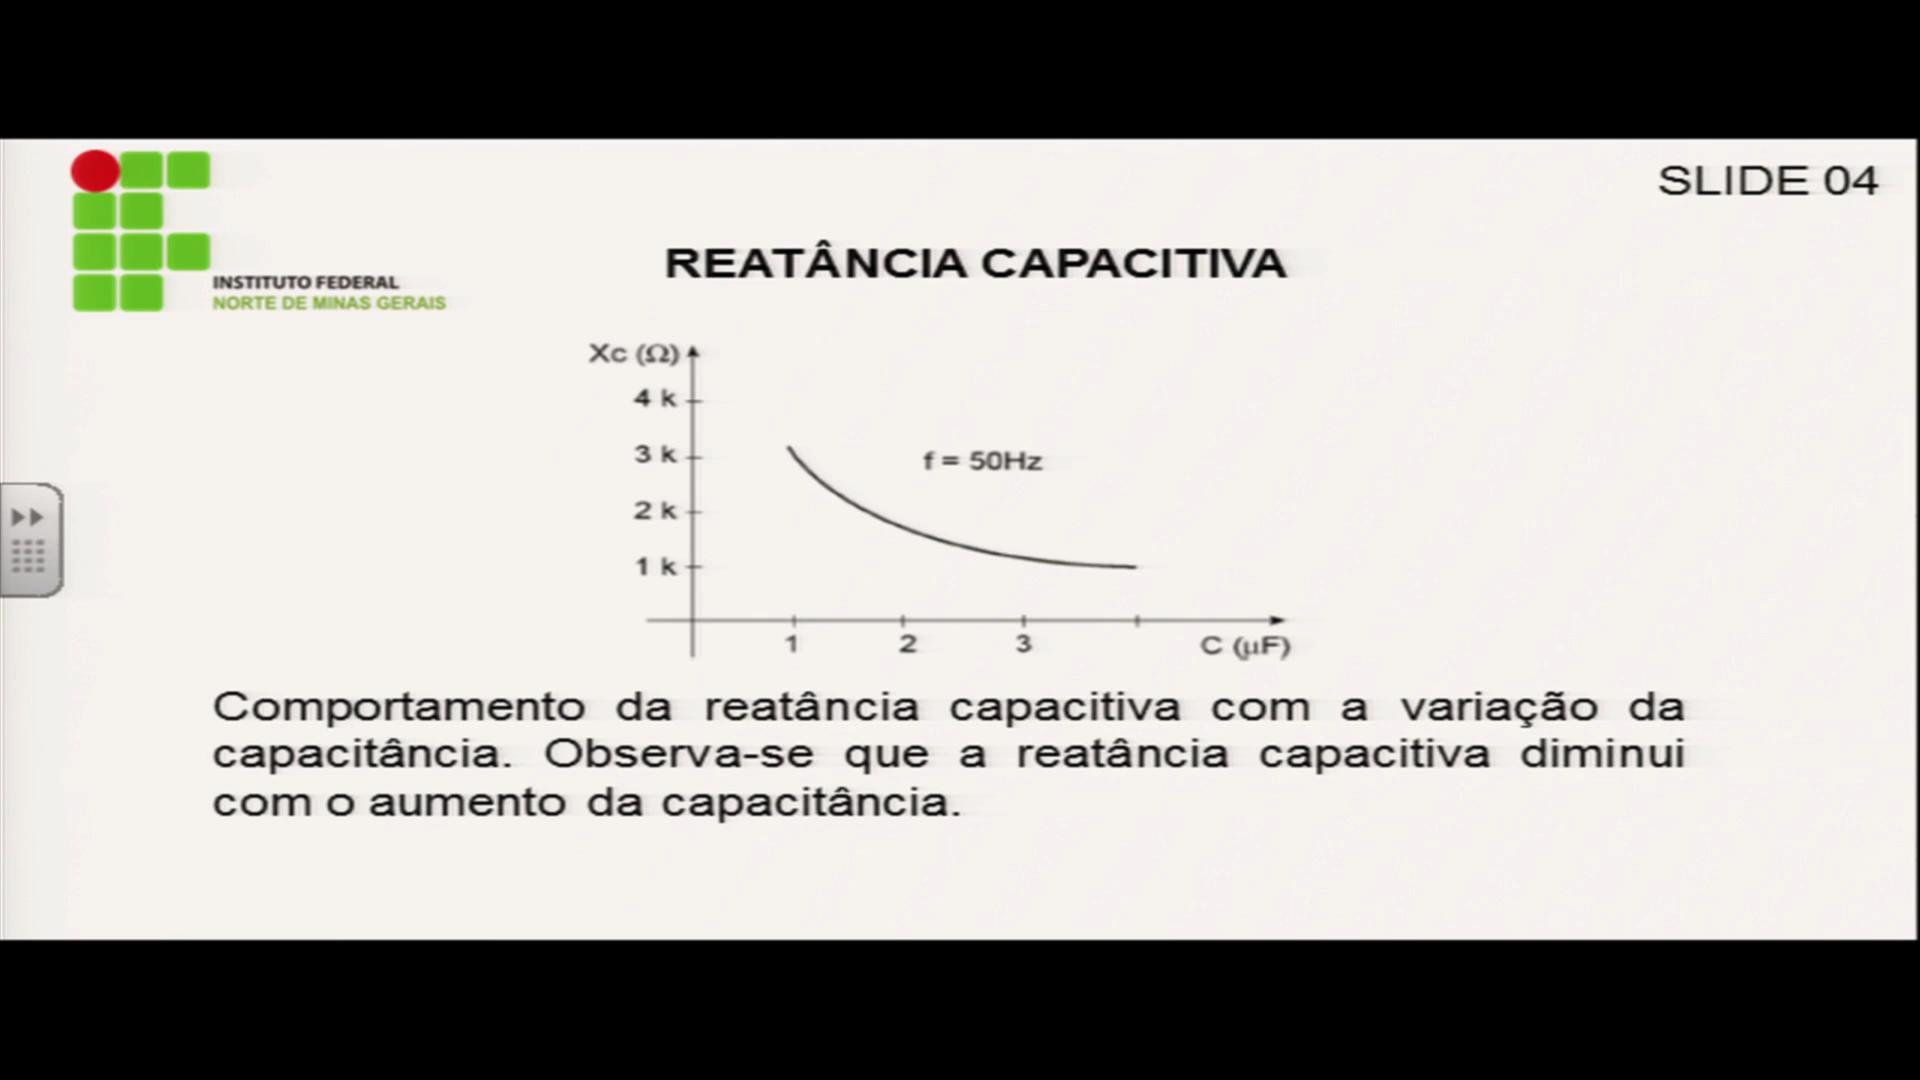 SLIDE 04
INSTITUTO FEDERAL
NORTE DE MINAS GERAIS
REATÂNCIA CAPACITIVA
Xc (Ω)
4 k
3 k
f = 50Hz
2 k
1 k
1 2 3 C (µF)
Comportamento da reatância capacitiva com a variação da
capacitância. Observa-se que a reatância capacitiva diminui
com o aumento da capacitância.